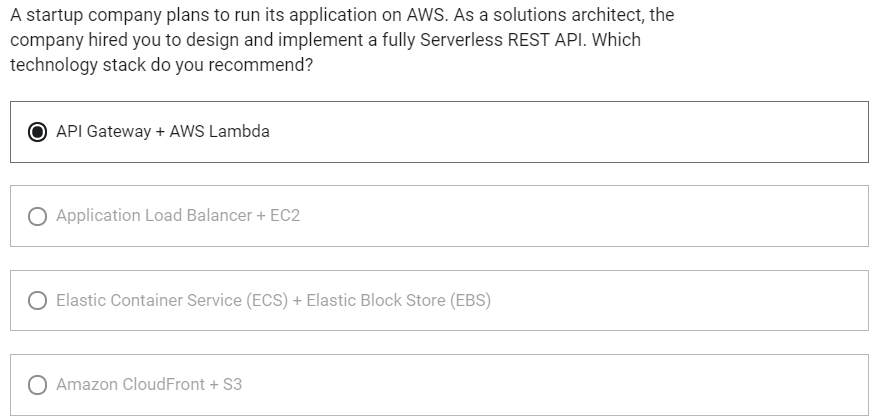 A startup company plans to run its application on AWS. As a solutions architect, the
company hired you to design and implement a fully Serverless REST API. Which
technology stack do you recommend?
API Gateway + AWS Lambda
Application Load Balancer + EC2
Elastic Container Service (ECS) + Elastic Block Store (EBS)
Amazon CloudFront + S3